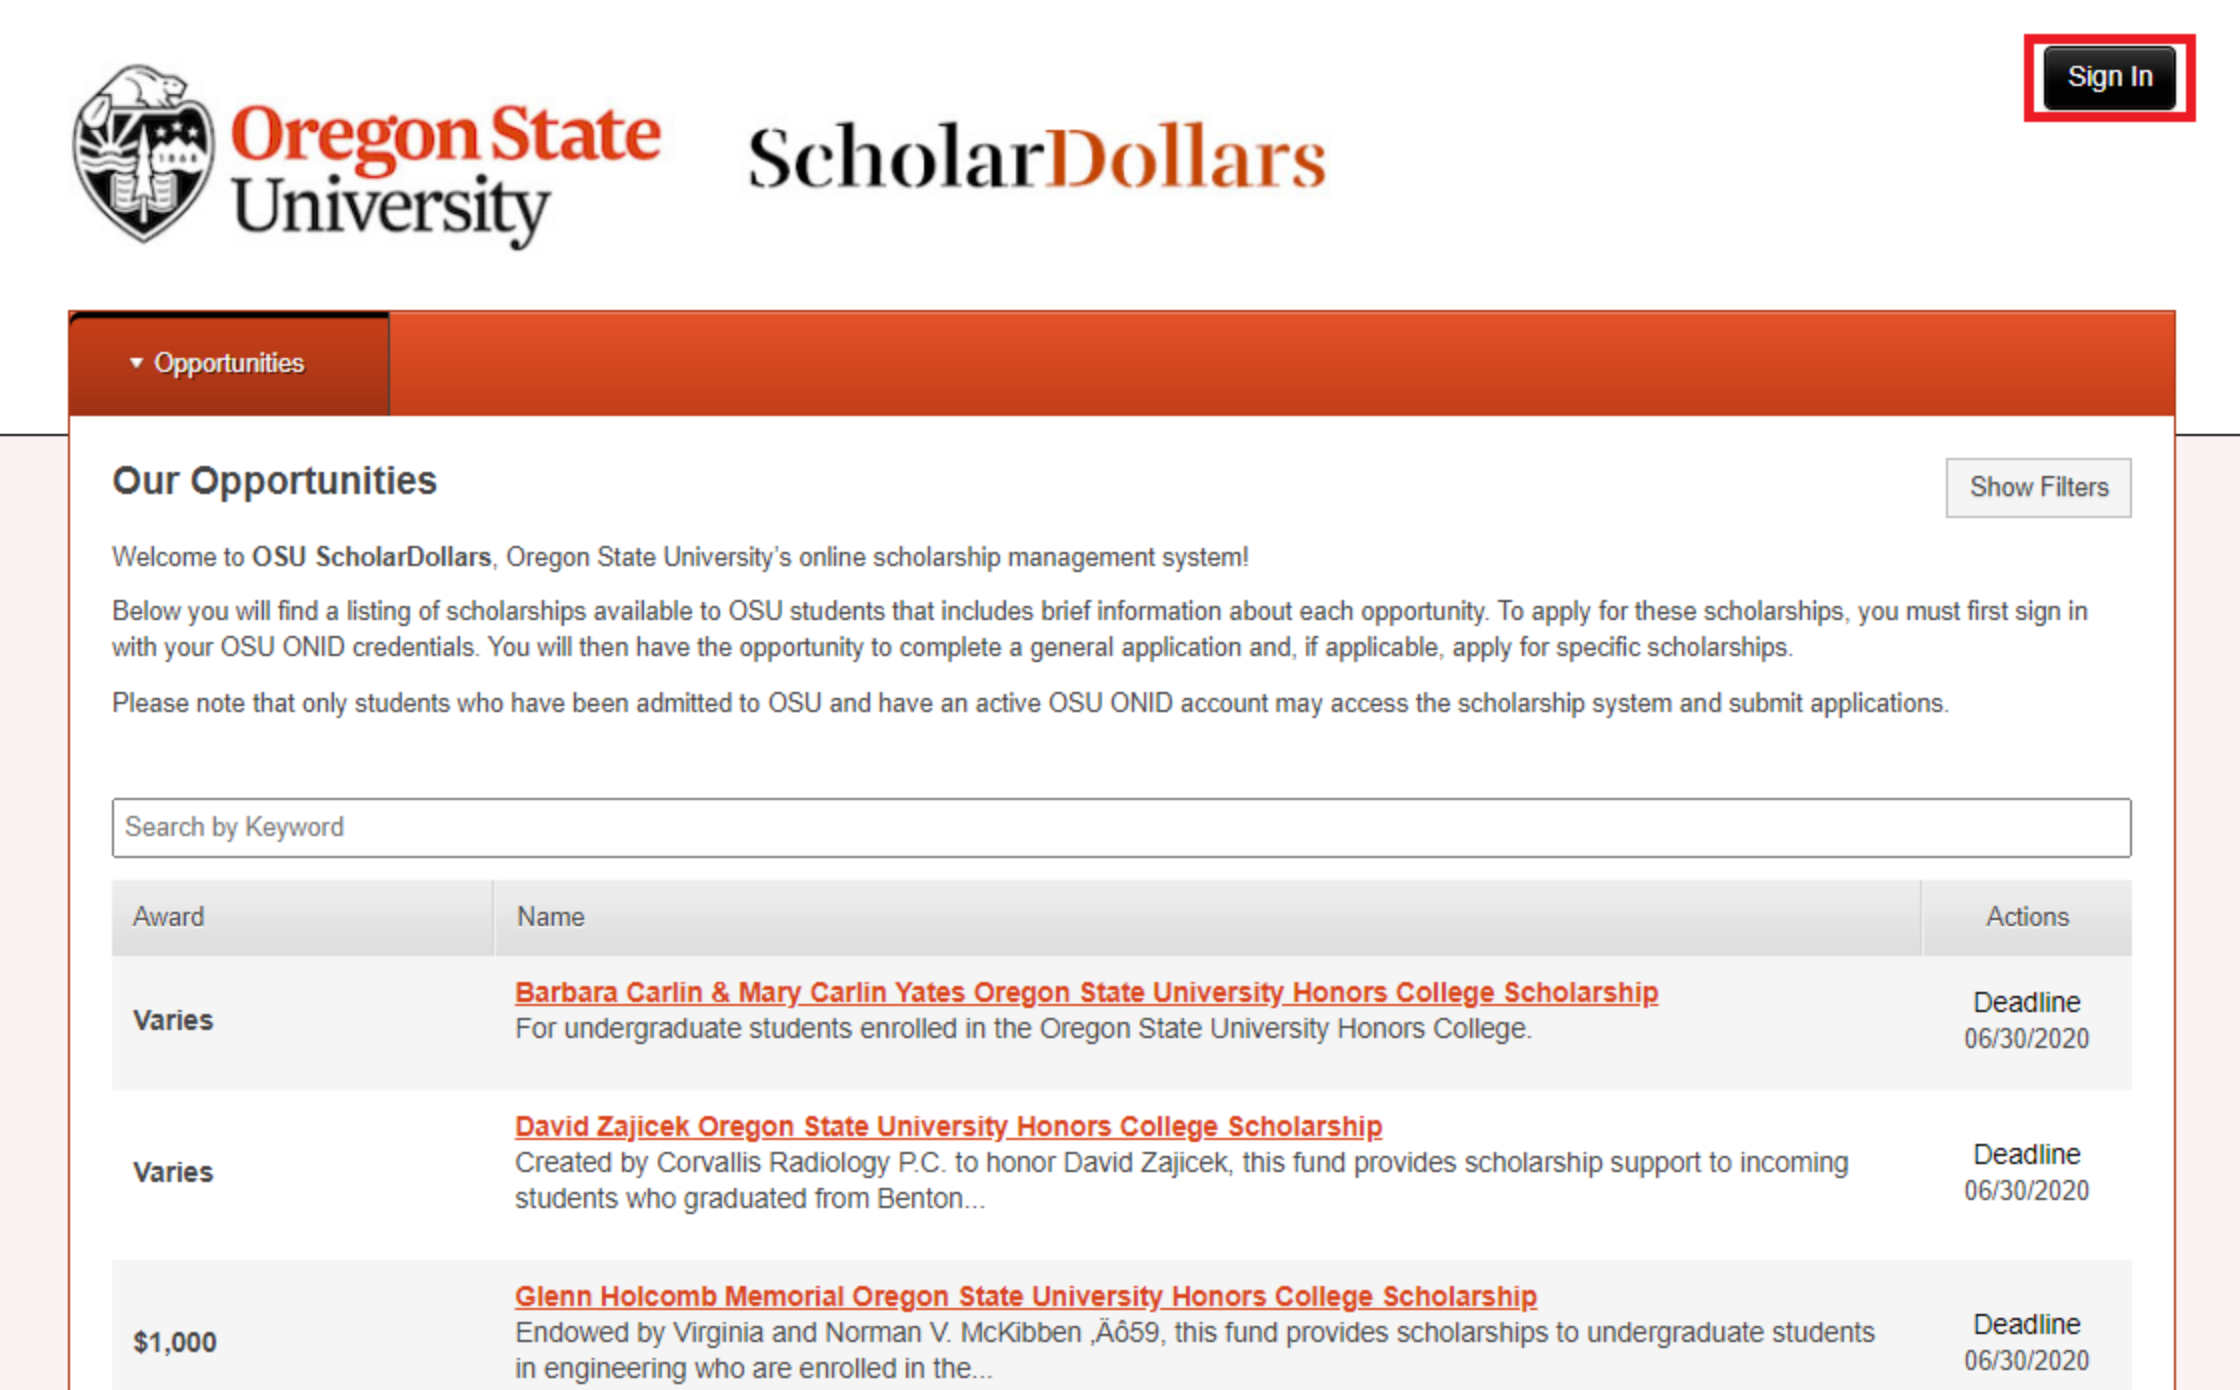 Sign In
1868
Oregon State
University
ScholarDollars
Opportunities
Our Opportunities
Show Filters
Welcome to OSU ScholarDollars, Oregon State University’s online scholarship management system!
Below you will find a listing of scholarships available to OSU students that includes brief information about each opportunity. To apply for these scholarships, you must first sign in
with your OSU ONID credentials. You will then have the opportunity to complete a general application and, if applicable, apply for specific scholarships.
Please note that only students who have been admitted to OSU and have an active OSU ONID account may access the scholarship system and submit applications.
Search by Keyword
Award Name Actions
Barbara Carlin & Mary Carlin Yates Oregon State University Honors College Scholarship
For undergraduate students enrolled in the Oregon State University Honors College.
Varies
Deadline
06/30/2020
David Zajicek Oregon State University Honors College Scholarship
Created by Corvallis Radiology P.C. to honor David Zajicek, this fund provides scholarship support to incoming
students who graduated from Benton...
Varies
Deadline
06/30/2020
Glenn Holcomb Memorial Oregon State University Honors College Scholarship
Endowed by Virginia and Norman V. McKibben ‚Äô59, this fund provides scholarships to undergraduate students
in engineering who are enrolled in the...
$1,000
Deadline
06/30/2020